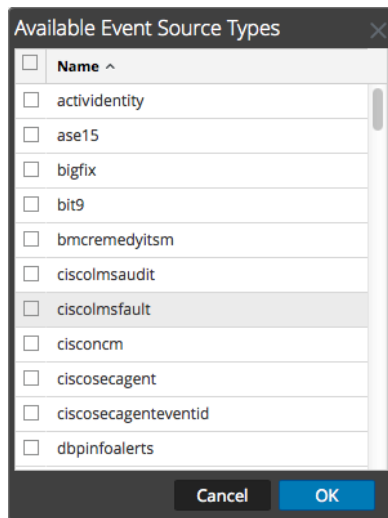 Available Event Source Types
Name
actividentity
ase15
bigfix
bit9
bmcremedyitsm
ciscolmsaudit
ciscolmsfault
cisconcm
ciscosecagent
ciscosecagenteventid
dbpinfoalerts
Cancel OK